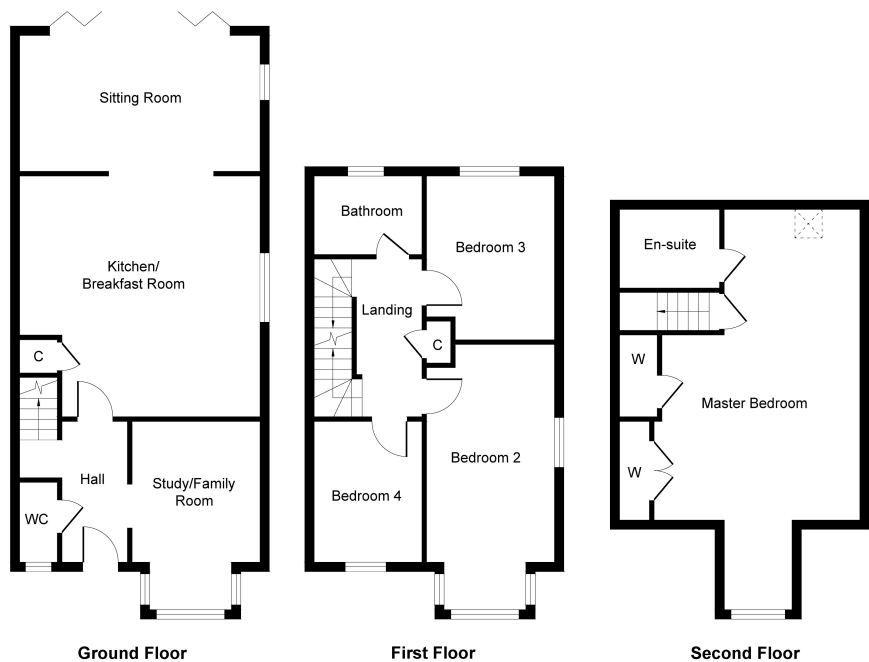 Sitting Room
Kitchen/
Breakfast Room
C
Hall
Study/Family
Room
WC
Ground Floor
Bathroom
Bedroom 3
Landing
C
Bedroom 2
Bedroom 4
First Floor
En-suite
W
Master Bedroom
W
Second Floor